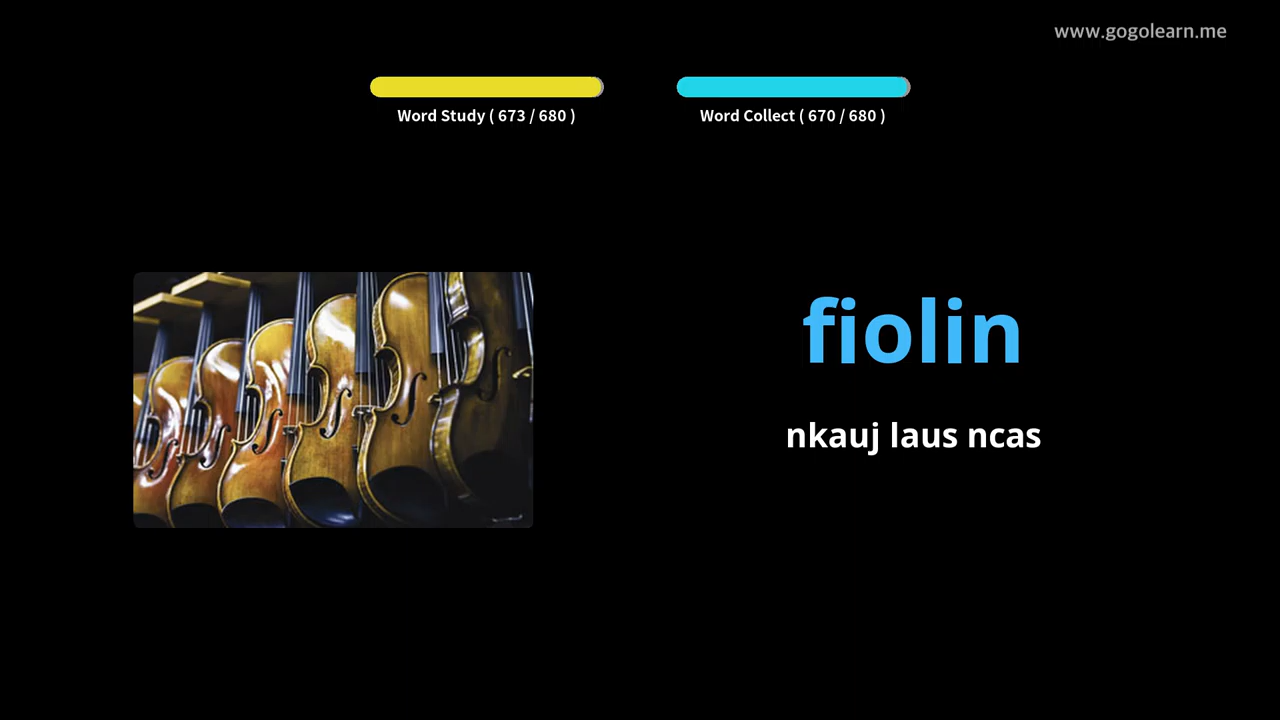 www.gogolearn.me
Word Study ( 673 / 680 )
Word Collect ( 670 / 680 )
fiolin
nkauj laus ncas